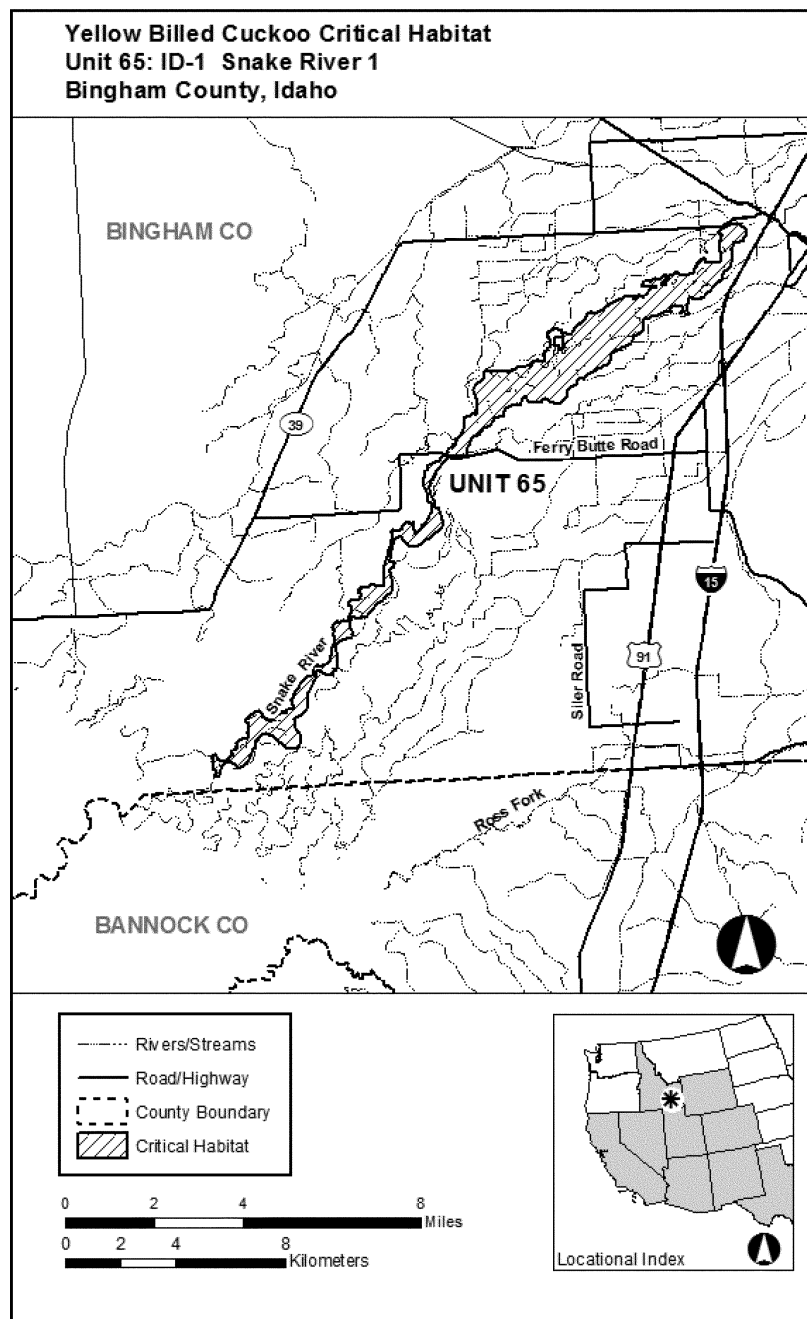 Yellow Billed Cuckoo Critical Habitat
Unit 65: ID-1 Snake River 1
Bingham County, Idaho
BINGHAM CO
39
Ferry Butte Road
UNIT 65
15
91
Siler Road
Snake River
Ross Fork
BANNOCK CO
Rivers/Streams
Road/Highway
County Boundary
Critical Habitat
0 2 4 8
Miles
0 2 4 8
Kilometers
Locational Index